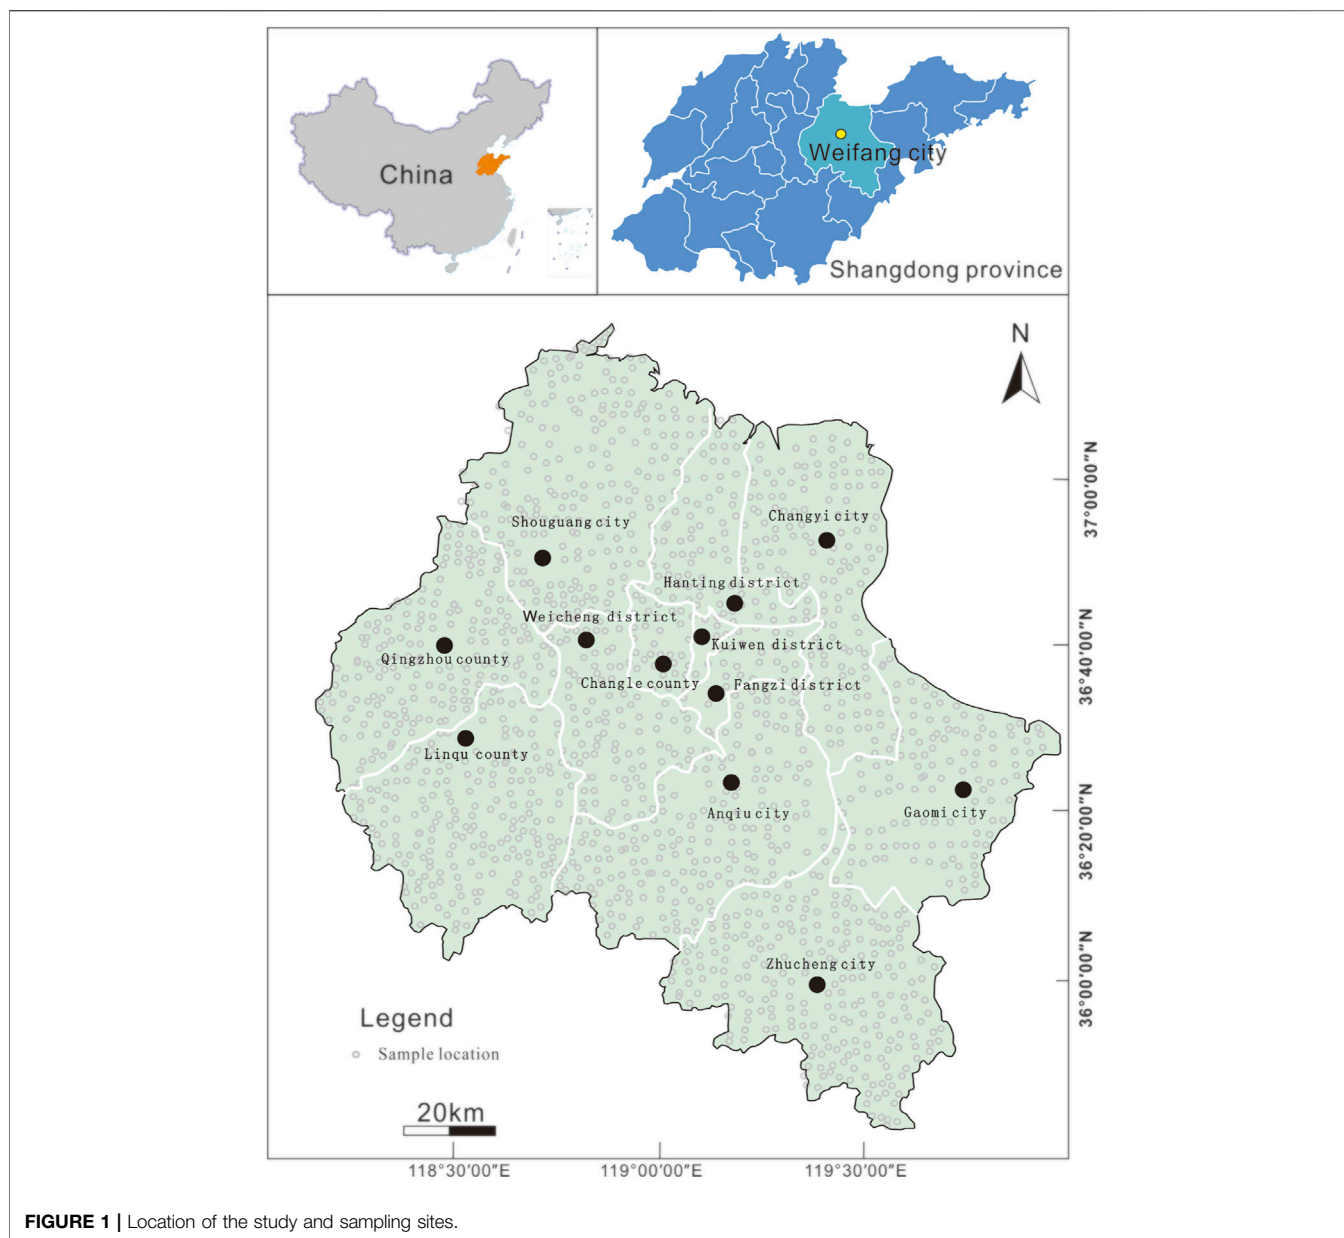 China
Weifang city
Shangdong province
N
37°00'00"N
Shouguang city
Changyi city
Hanting district
Weicheng district
Kuiwen district
36°40'00"N
Qingzhou county
Changle county
Fangzi district
Linqu county
Anqiu city
Gaomi city
36°20'00"N
Zhucheng city
36°00'00"N
Legend
Sample location
20km
118°30'00"E
119°00'00"E
119°30'00"E
FIGURE 1 | Location of the study and sampling sites.